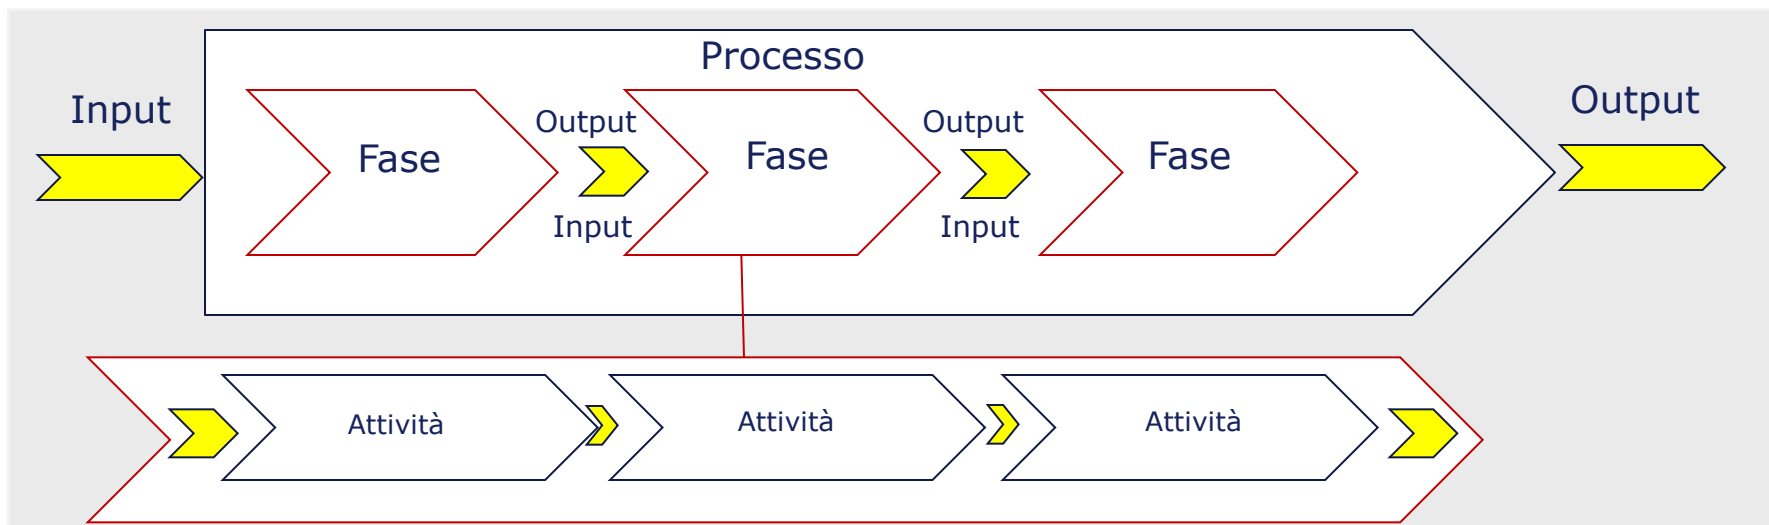 Processo
Input
Output
Output
Output
Fase
Fase
Fase
Input
Input
Attività
Attività
Attività